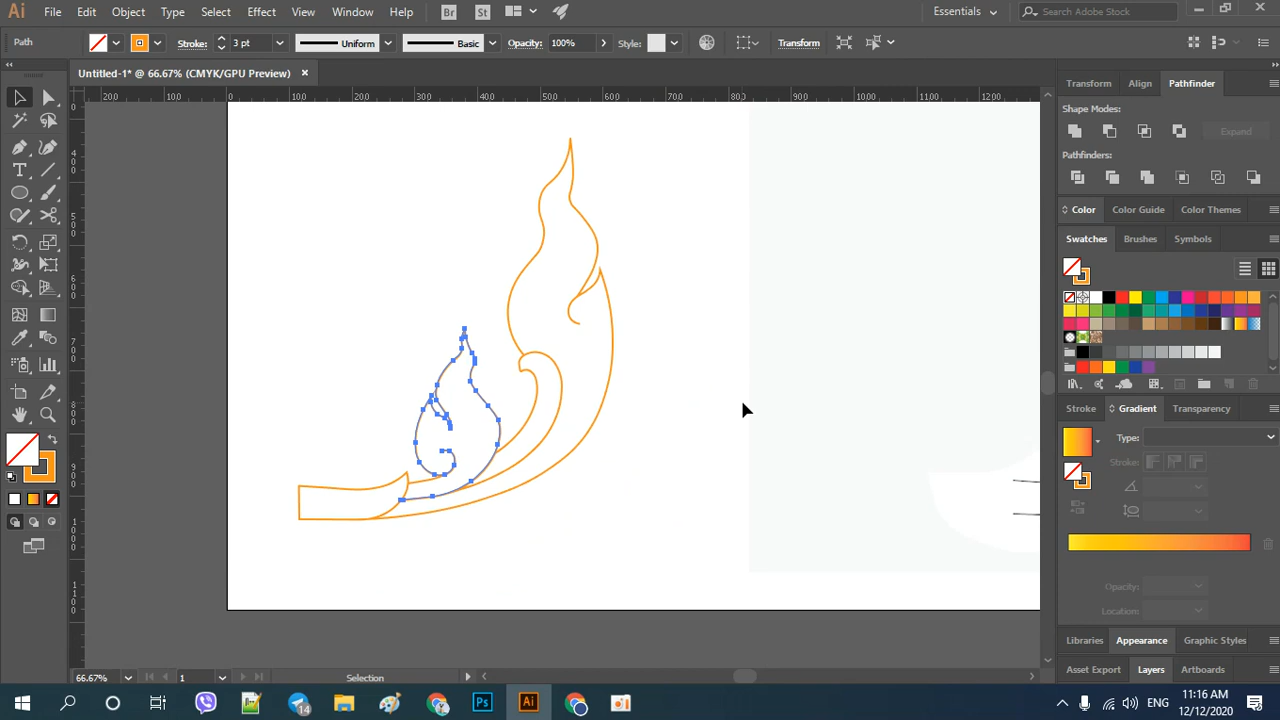 Ai File Edit Object Type Select Effect View Window Help Br St Essentials Search Adobe Stock
Path Stroke: 3 pt Uniform Basic Opacity: 100% Style: Transform
Untitled-1* @ 66.67% (CMYK/GPU Preview)
Transform Align Pathfinder
Shape Modes:
Expand
Pathfinders:
Color Color Guide Color Themes
Swatches Brushes Symbols
Stroke Gradient Transparency
Type:
Stroke:
Opacity:
Location:
Libraries Appearance Graphic Styles
Asset Export Layers Artboards
66.67% 1 Selection
14 Ps Ai ENG 11:16 AM
12/12/2020